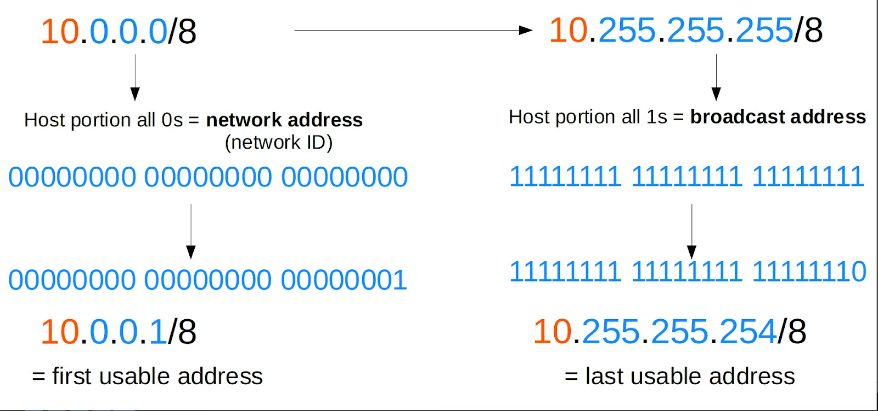 10.0.0.0/8
Host portion all 0s = network address
(network ID)
00000000 00000000 00000000
00000000 00000000 00000001
10.0.0.1/8
= first usable address
10.255.255.255/8
Host portion all 1s = broadcast address
11111111 11111111 11111111
11111111 11111111 11111110
10.255.255.254/8
= last usable address